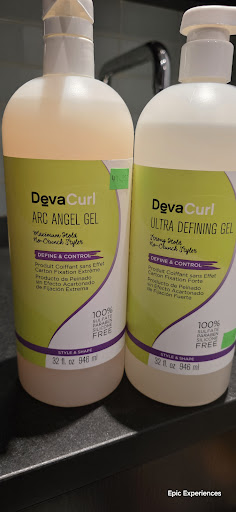 DevaCurl
ARC ANGEL GEL
Maximum Hold
No-Crunch Styler
DEFINE & CONTROL
Produit Coiffant sans Effet
Carton Fixation Extrême
Producto de Peinado
sin Efecto Acartonado
de Fijación Extrema
100%
SULFATE
PARABEN
SILICONE
FREE
STYLE & SHAPE
32 fl. oz. 946 ml
DevaCurl
ULTRA DEFINING GEL
Strong Hold
No-Crunch Styler
DEFINE & CONTROL
Produit Coiffant sans Effet
Carton Fixation Forte
Producto de Peinado
sin Efecto Acartonado
de Fijación Fuerte
100%
SULFATE
PARABEN
SILICONE
FREE
STYLE & SHAPE
32 fl. oz. 946 ml
Epic Experiences